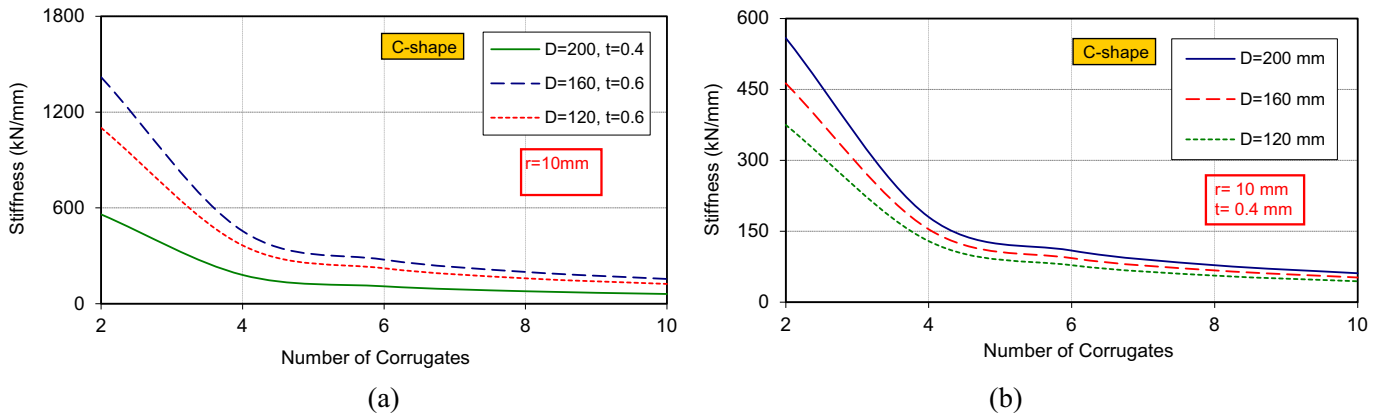 1800
1200
600
0
Stiffness (kN/mm)
C-shape
D=200, t=0.4
D=160, t=0.6
D=120, t=0.6
r=10mm
2 4 6 8 10
Number of Corrugates
(a)
600
450
300
150
0
Stiffness (kN/mm)
C-shape
D=200 mm
D=160 mm
D=120 mm
r= 10 mm
t= 0.4 mm
2 4 6 8 10
Number of Corrugates
(b)